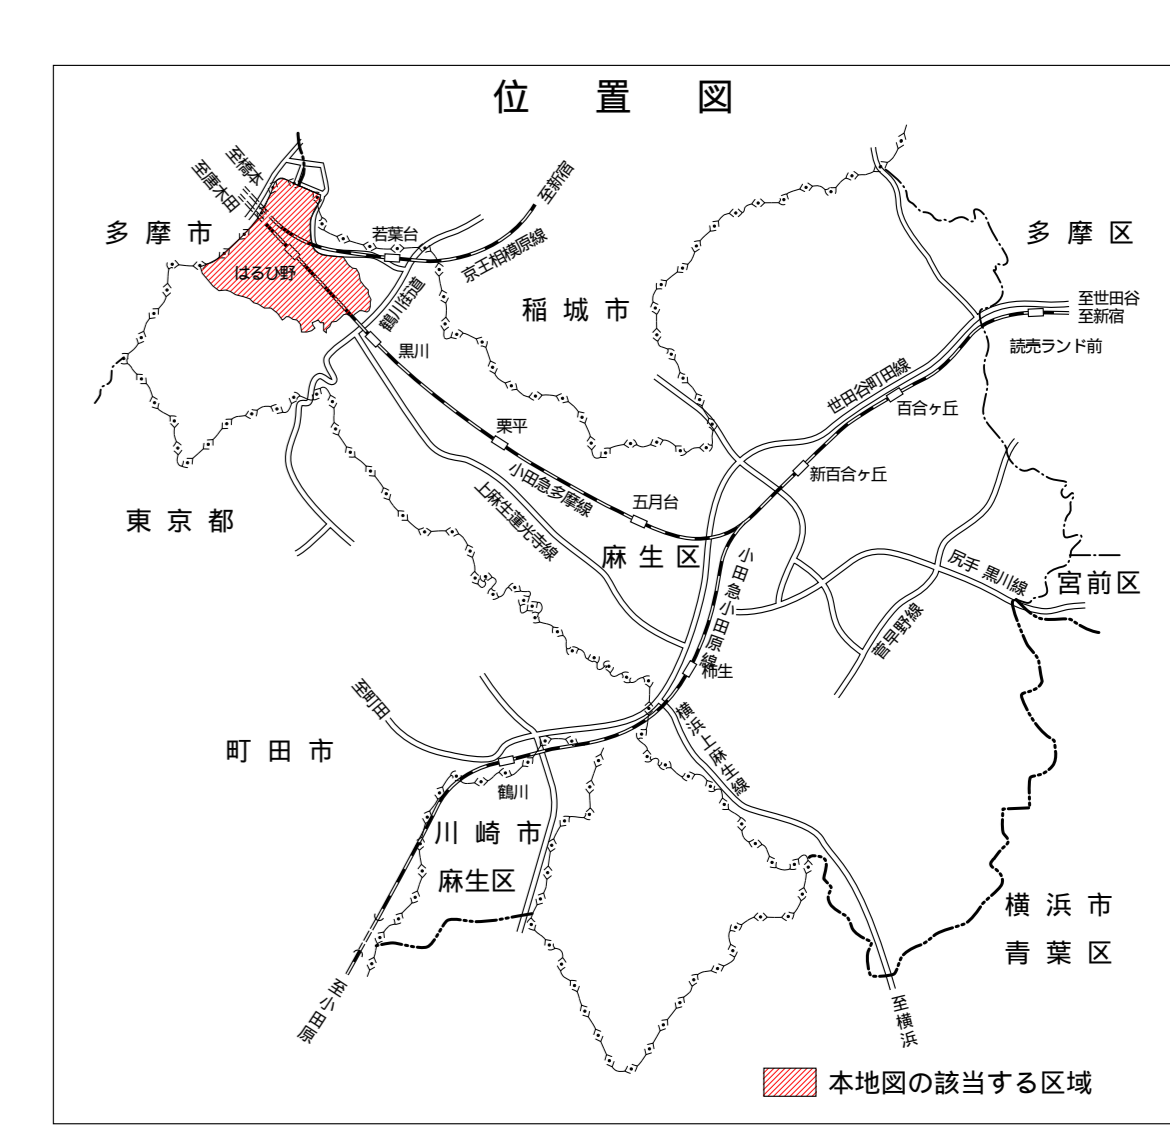 位置図
至橋本
至唐木田
至新宿
多摩市
若葉台
京王相模原線
多摩区
はるひ野
鶴川街道
稲城市
至世田谷
至新宿
黒川
読売ランド前
世田谷町田線
百合ヶ丘
栗平
小田急多摩線
新百合ヶ丘
上麻生蓮光寺線
五月台
東京都
麻生区
小田急小田原線
尻手黒川線
宮前区
菅早野線
柿生
至町田
横浜上麻生線
町田市
鶴川
川崎市
麻生区
横浜市
青葉区
至小田原
至横浜
本地図の該当する区域